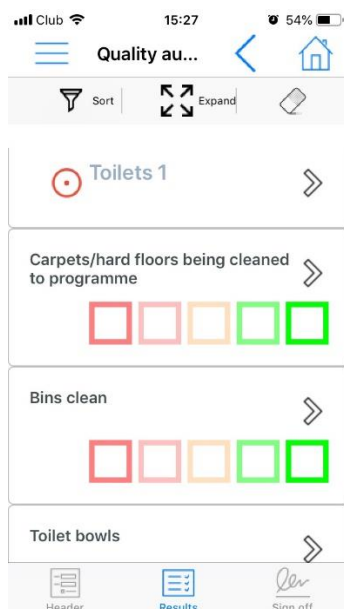 Club 15:27 54%
Quality au...
Sort Expand
Toilets 1
Carpets/hard floors being cleaned
to programme
Bins clean
Toilet bowls
Header Results Sign off